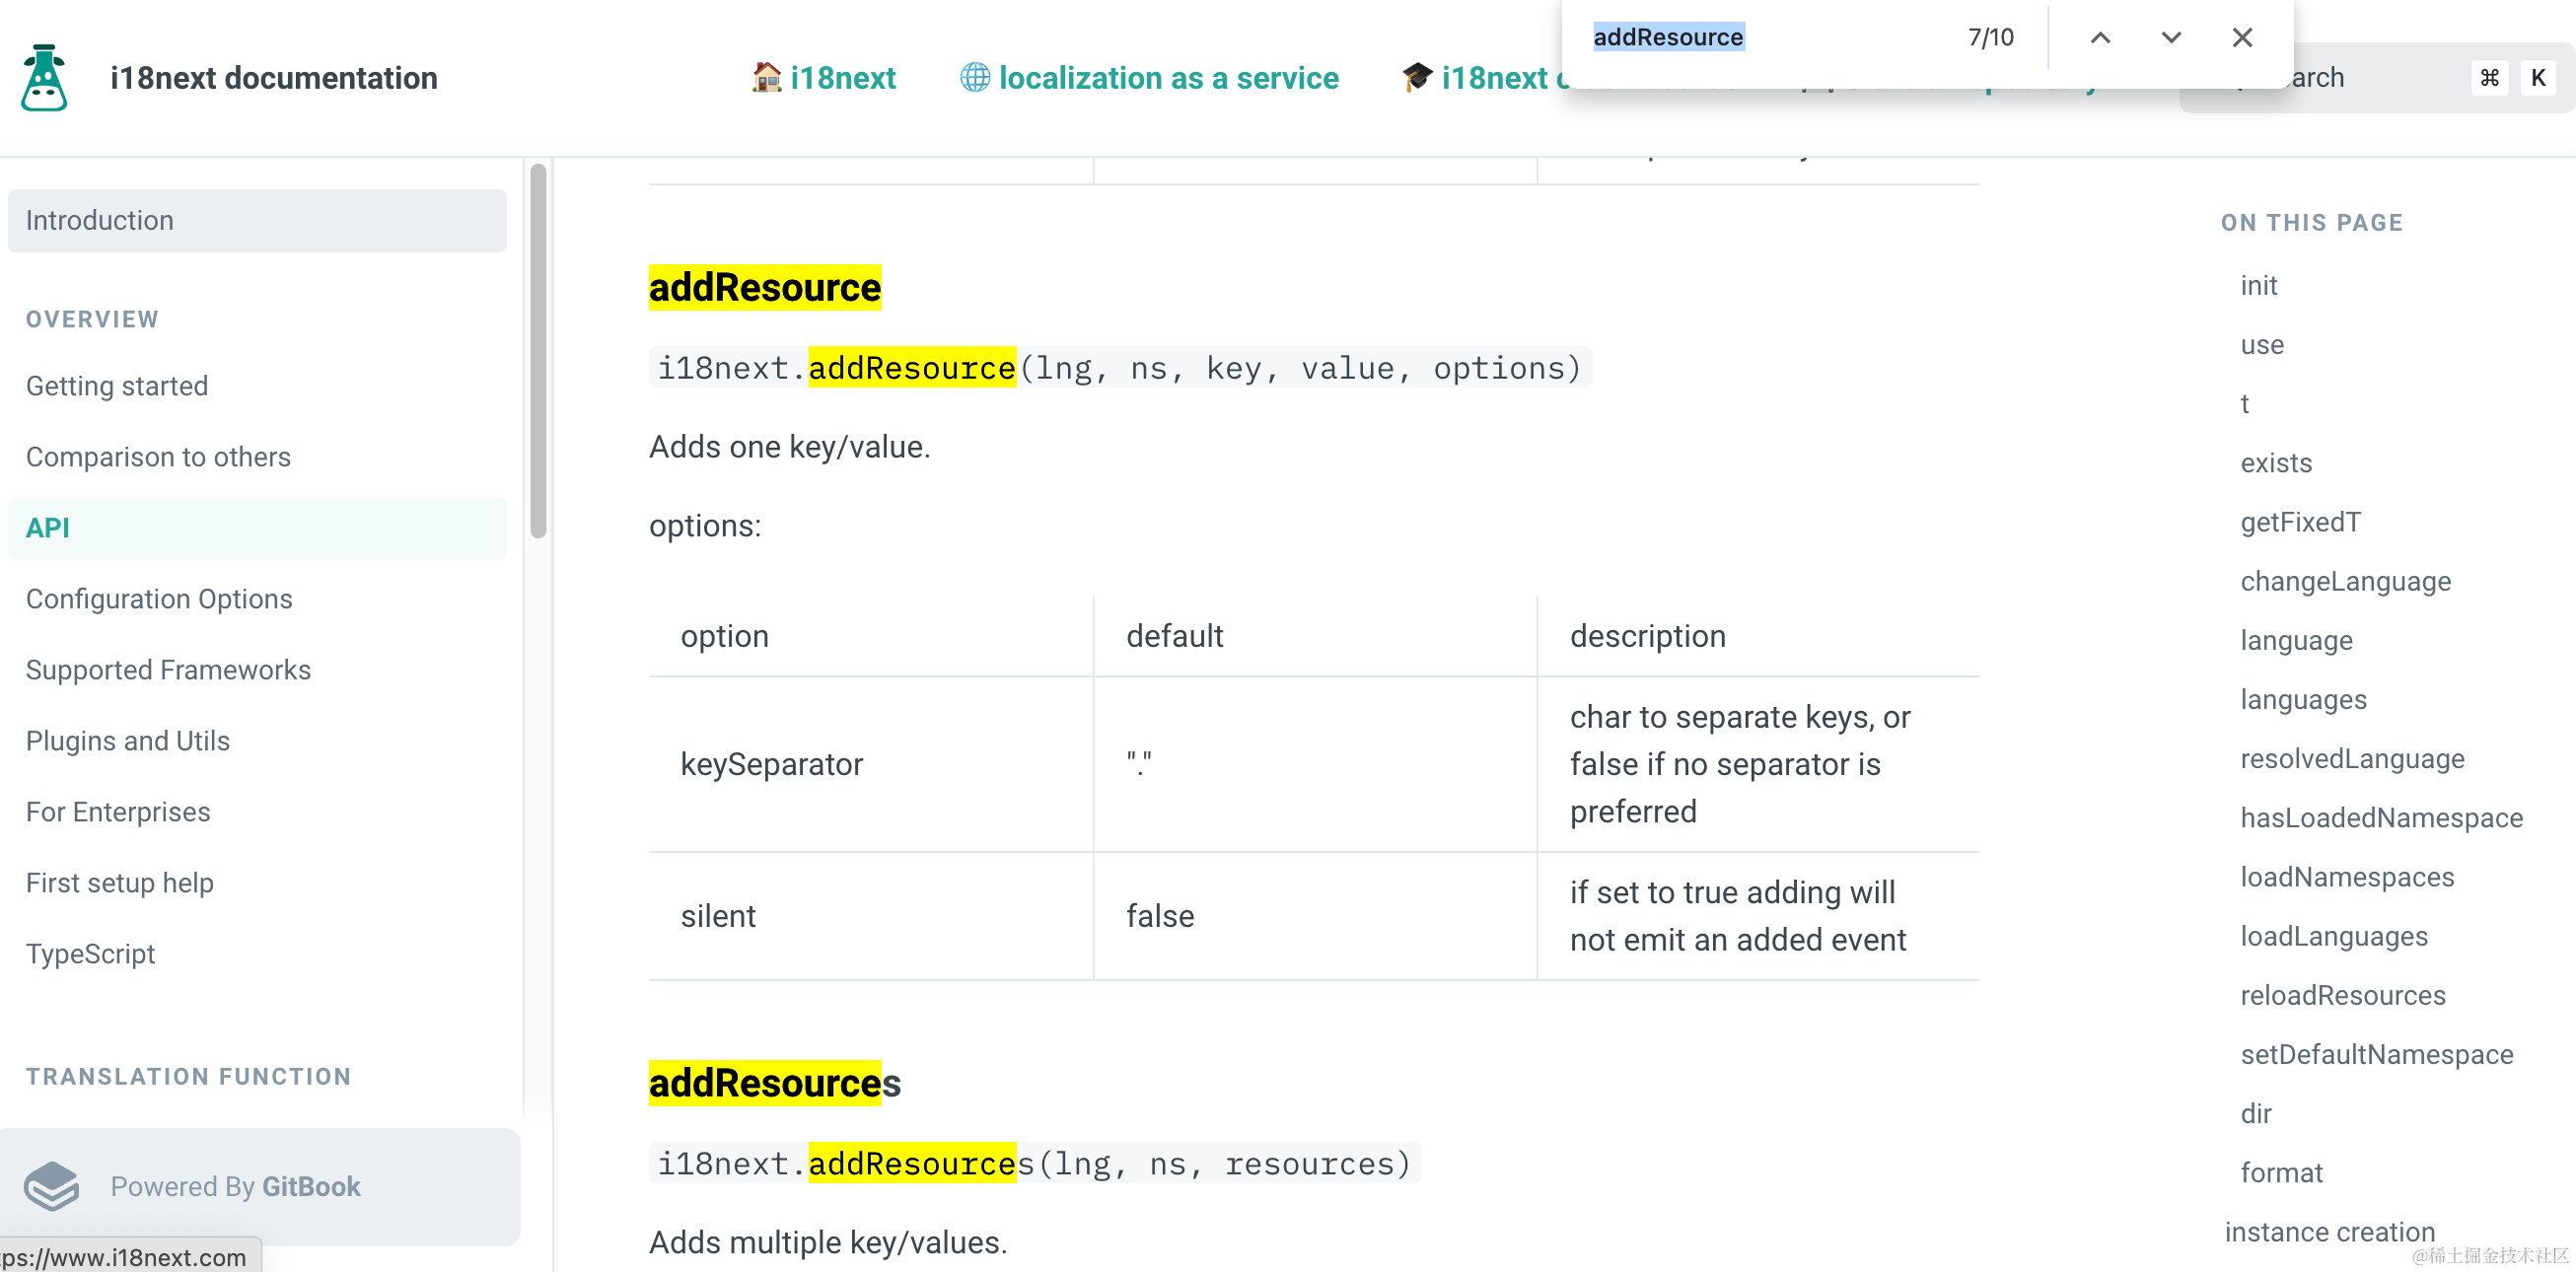 addResource
7/10
i18next documentation
i18next
localization as a service
i18next
arch
⌘ K
Introduction
OVERVIEW
Getting started
Comparison to others
API
Configuration Options
Supported Frameworks
Plugins and Utils
For Enterprises
First setup help
TypeScript
TRANSLATION FUNCTION
Powered By GitBook
ps://www.i18next.com
addResource
i18next.addResource(lng, ns, key, value, options)
Adds one key/value.
options:
option default description
keySeparator "." char to separate keys, or
false if no separator is
preferred
silent false if set to true adding will
not emit an added event
addResources
i18next.addResources(lng, ns, resources)
Adds multiple key/values.
ON THIS PAGE
init
use
t
exists
getFixedT
changeLanguage
language
languages
resolvedLanguage
hasLoadedNamespace
loadNamespaces
loadLanguages
reloadResources
setDefaultNamespace
dir
format
instance creation
@稀土掘金技术社区